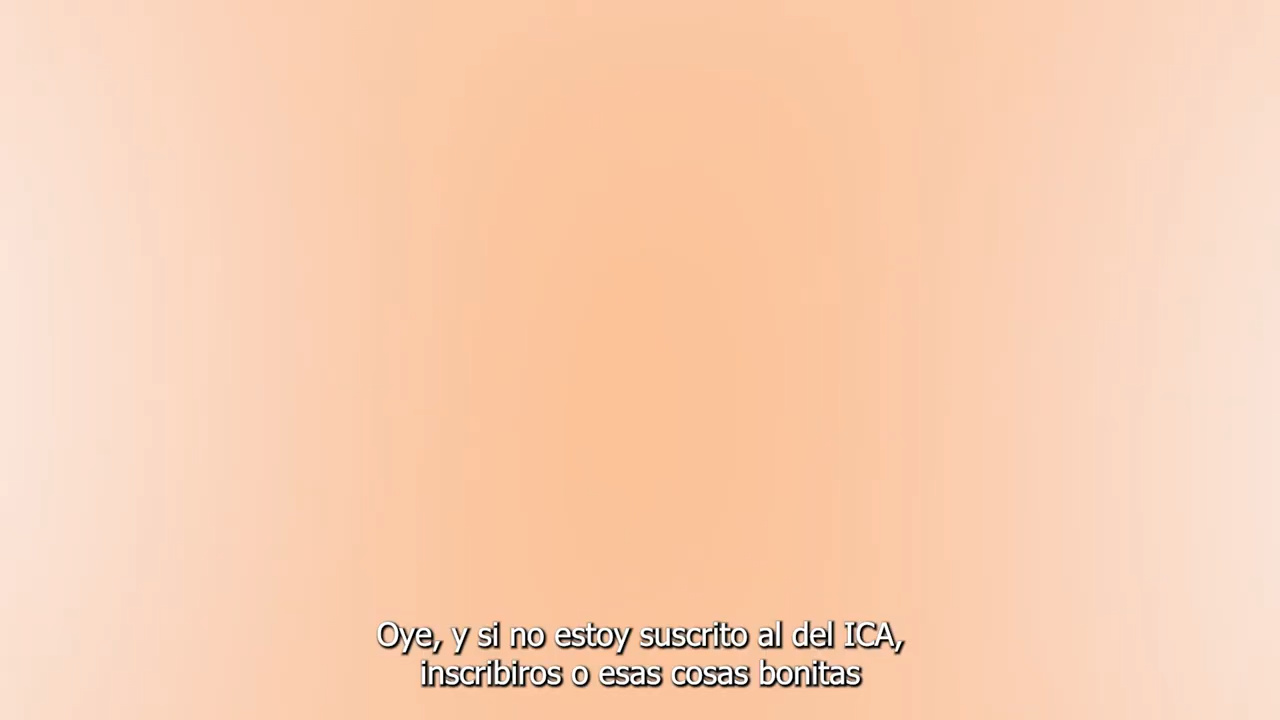 Oye, y si no estoy suscrito al del ICA,
inscribiros o esas cosas bonitas